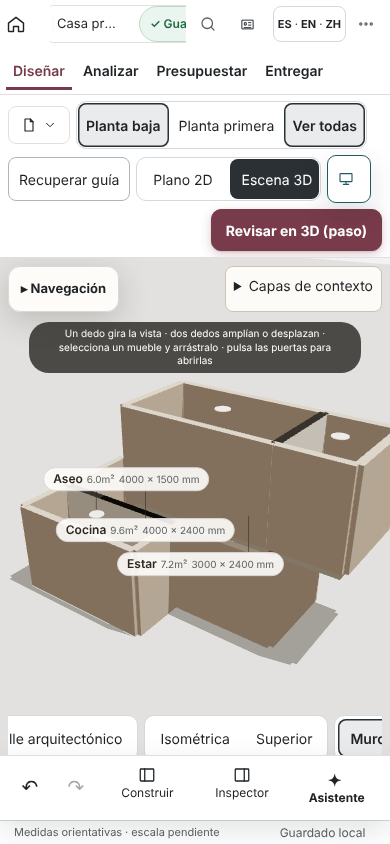 Casa pr... ✓ Gua
ES · EN · ZH
Diseñar Analizar Presupuestar Entregar
Planta baja Planta primera Ver todas
Recuperar guía Plano 2D Escena 3D
Revisar en 3D (paso)
▸ Navegación ▶ Capas de contexto
Un dedo gira la vista · dos dedos amplían o desplazan ·
selecciona un mueble y arrástralo · pulsa las puertas para
abrirlas
Aseo 6.0m² 4000 × 1500 mm
Cocina 9.6m² 4000 × 2400 mm
Estar 7.2m² 3000 × 2400 mm
lle arquitectónico Isométrica Superior Muro
Construir Inspector Asistente
Medidas orientativas · escala pendiente Guardado local